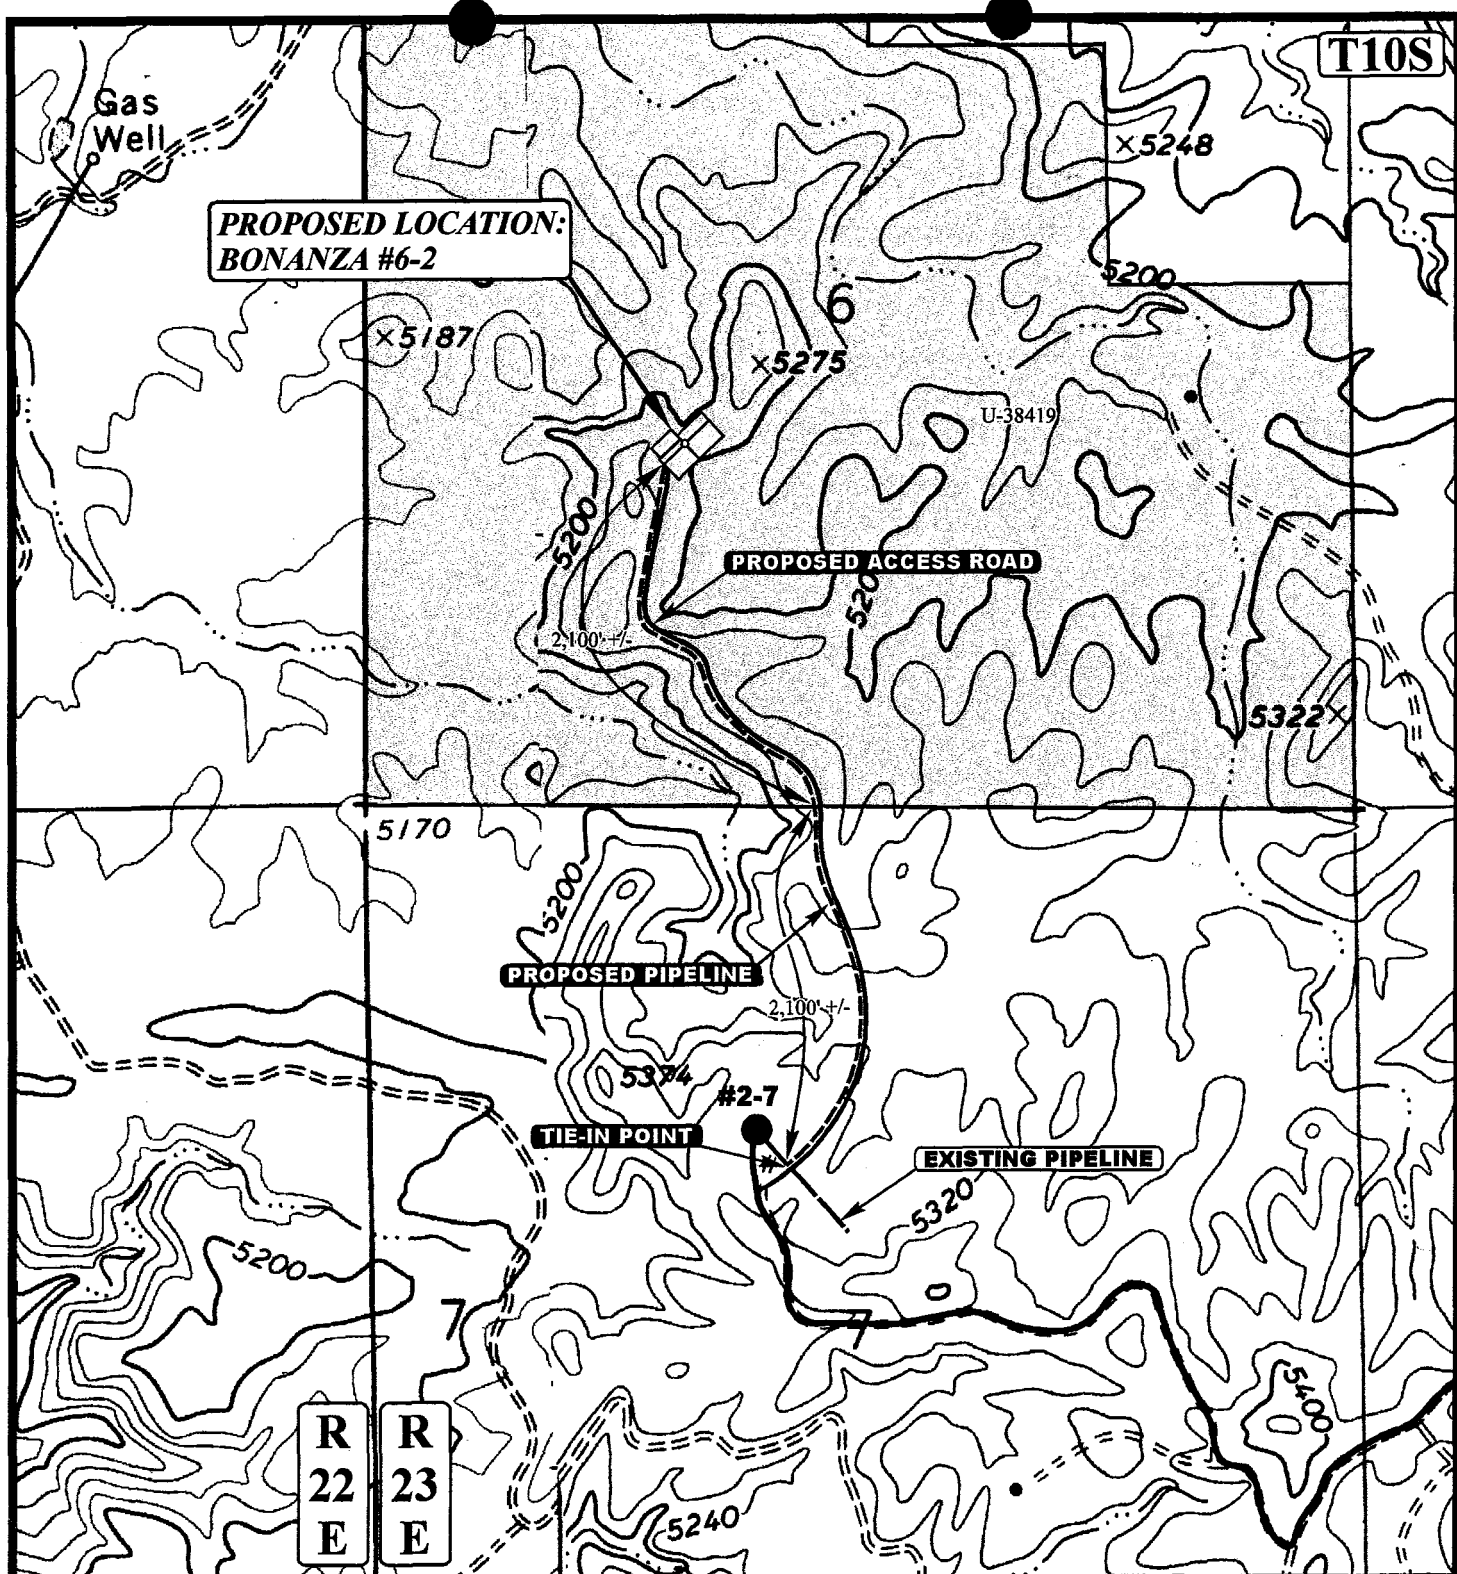 T10S
Gas
Well
×5248
PROPOSED LOCATION:
BONANZA #6-2
5200
6
×5187
×5275
U-38419
5200
PROPOSED ACCESS ROAD
5200
2,100' +/-
5322×
5170
5200
PROPOSED PIPELINE
2,100' +/-
5374
#2-7
TIE-IN POINT
EXISTING PIPELINE
5320
5200
7
7
5400
R
22
E
R
23
E
5240